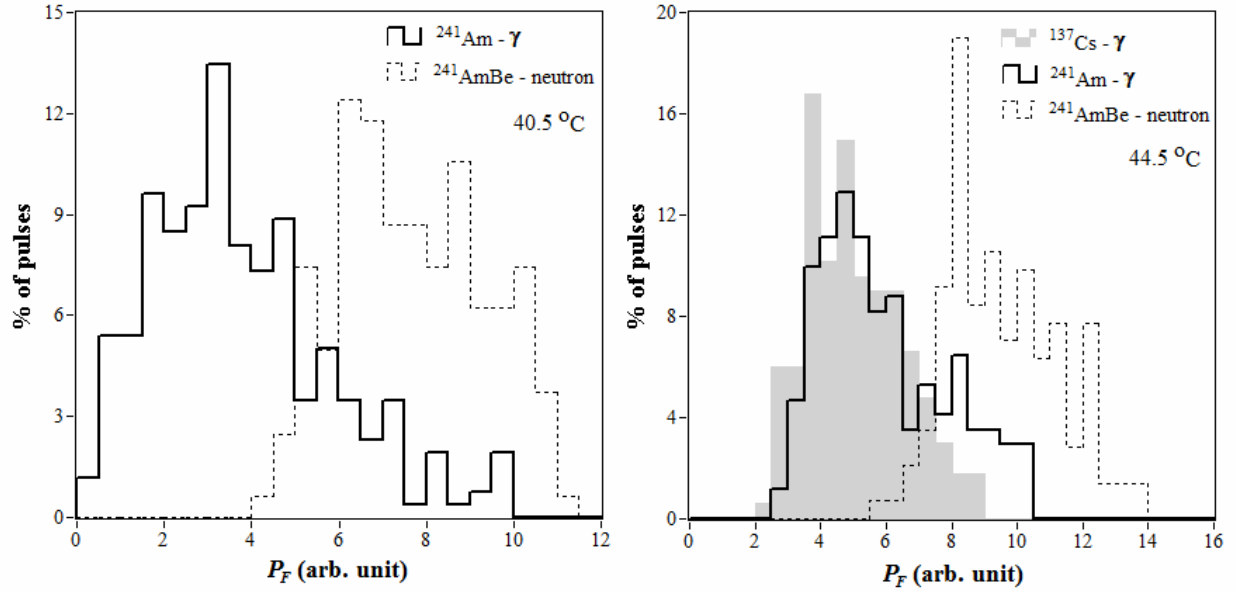 15
12
9
6
3
0
% of pulses
²⁴¹Am - γ
²⁴¹AmBe - neutron
40.5 °C
0 2 4 6 8 10 12
P_F (arb. unit)
20
16
12
8
4
0
% of pulses
¹³⁷Cs - γ
²⁴¹Am - γ
²⁴¹AmBe - neutron
44.5 °C
0 2 4 6 8 10 12 14 16
P_F (arb. unit)